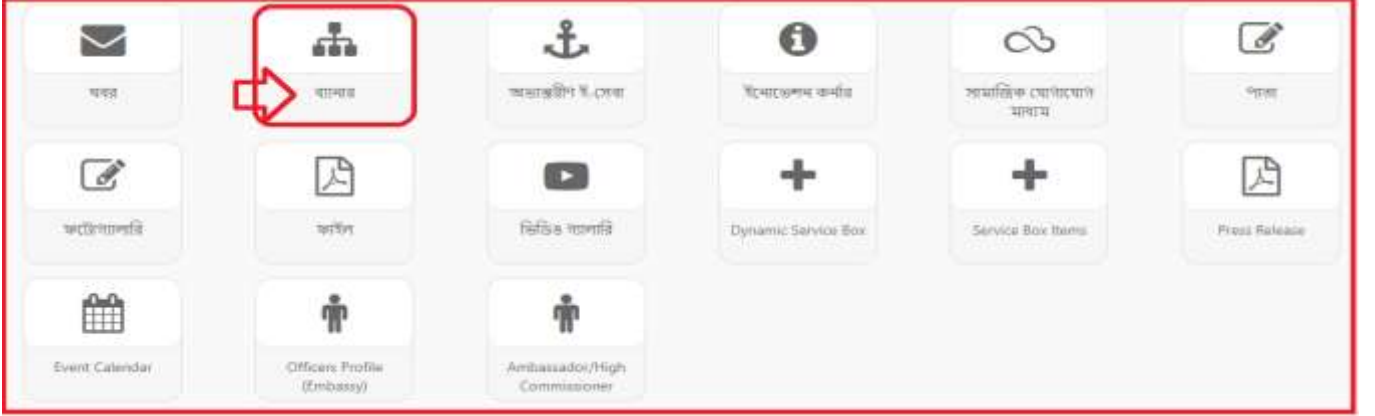 খবর
ব্যানার
অভ্যন্তরীণ ই-সেবা
ইনোভেশন কর্নার
সামাজিক যোগাযোগ
মাধ্যম
পাতা
ফটোগ্যালারি
ফাইল
ভিডিও গ্যালারি
Dynamic Service Box
Service Box Items
Press Release
Event Calendar
Officers Profile
(Embassy)
Ambassador/High
Commissioner